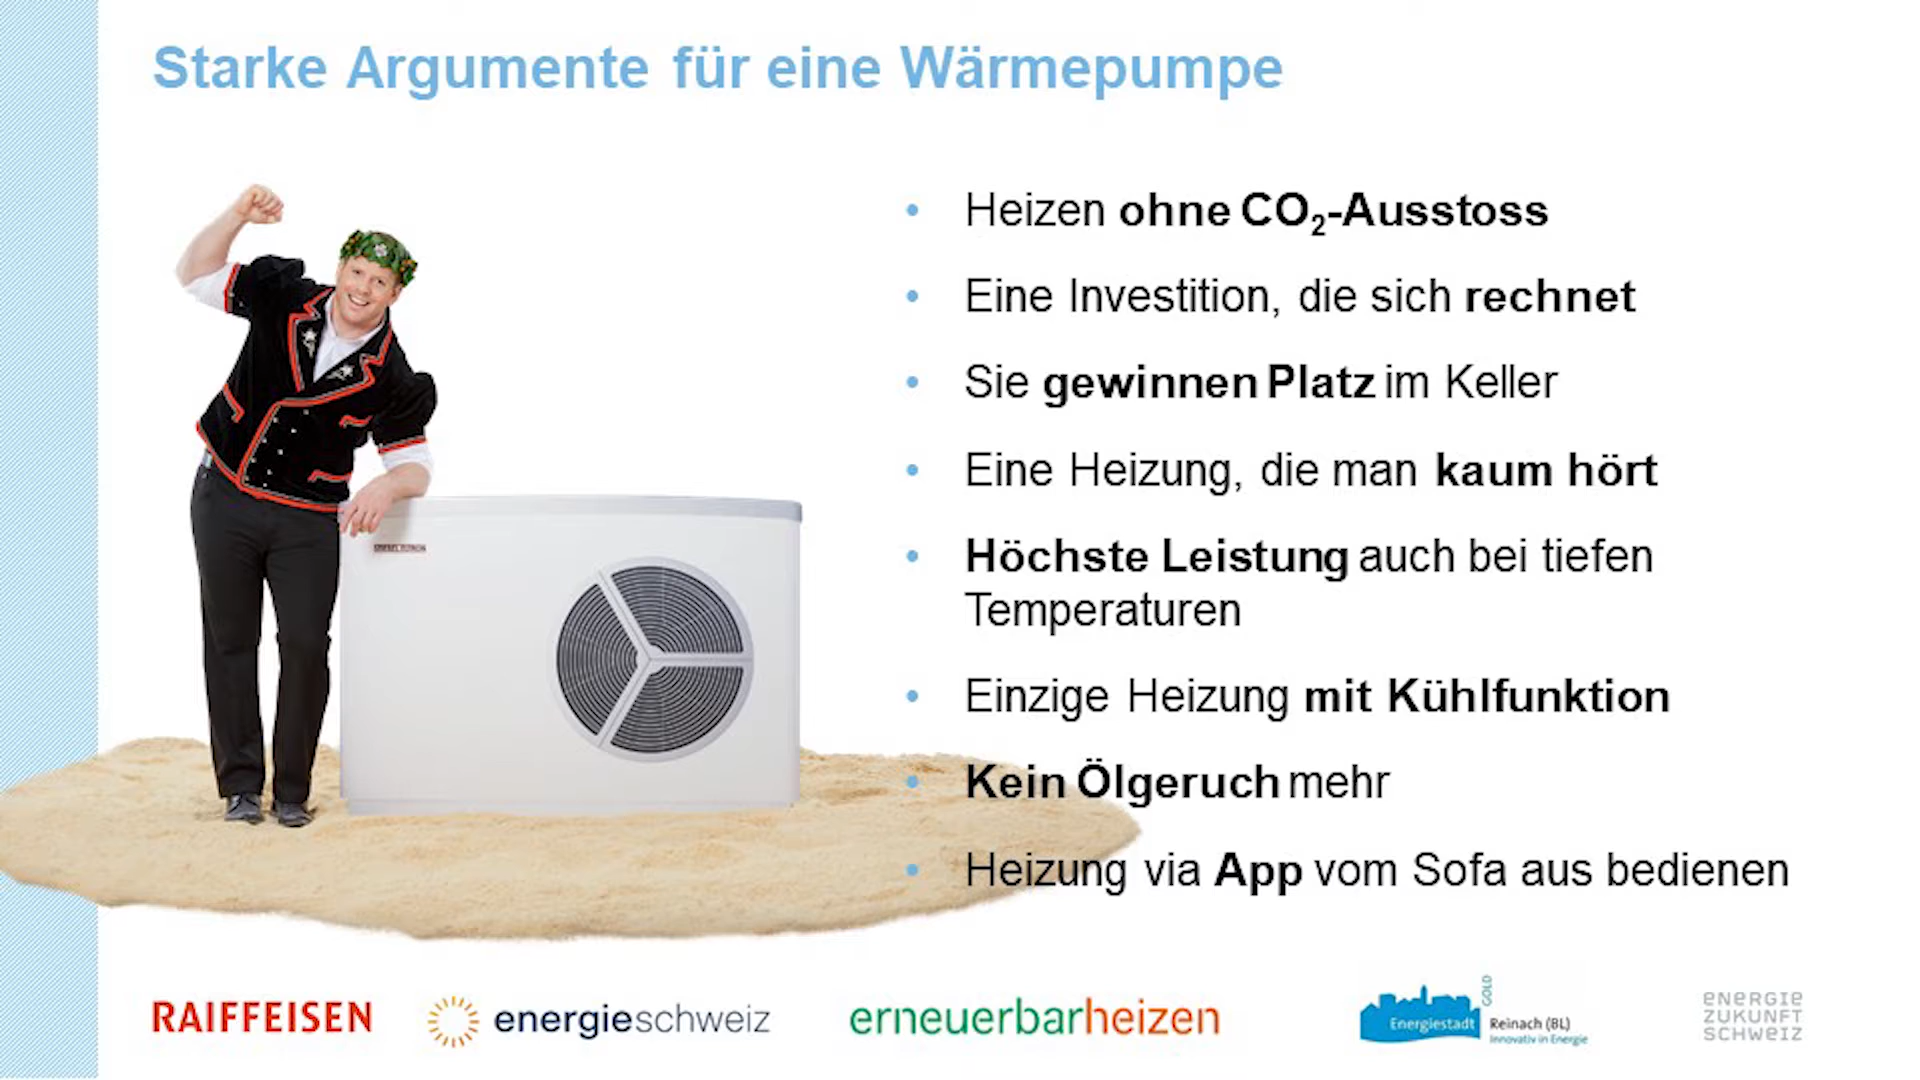 Starke Argumente für eine Wärmepumpe
• Heizen ohne CO₂-Ausstoss
• Eine Investition, die sich rechnet
• Sie gewinnen Platz im Keller
• Eine Heizung, die man kaum hört
• Höchste Leistung auch bei tiefen
Temperaturen
• Einzige Heizung mit Kühlfunktion
• Kein Ölgeruch mehr
• Heizung via App vom Sofa aus bedienen
STIEBEL ELTRON
RAIFFEISEN
energieschweiz
erneuerbarheizen
Energiestadt
GOLD
Reinach (BL)
Innovativ in Energie
ENERGIE
ZUKUNFT
SCHWEIZ